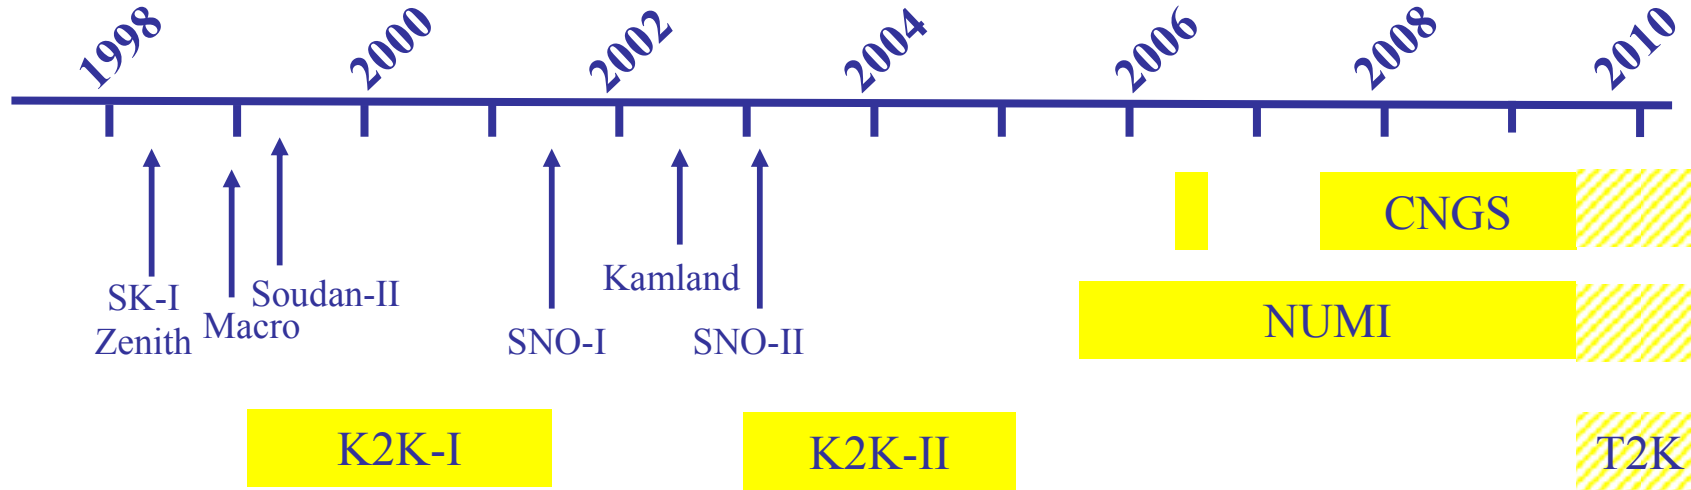 1998
2000
2002
2004
2006
2008
2010
SK-I
Zenith
Macro
Soudan-II
SNO-I
Kamland
SNO-II
CNGS
NUMI
K2K-I
K2K-II
T2K